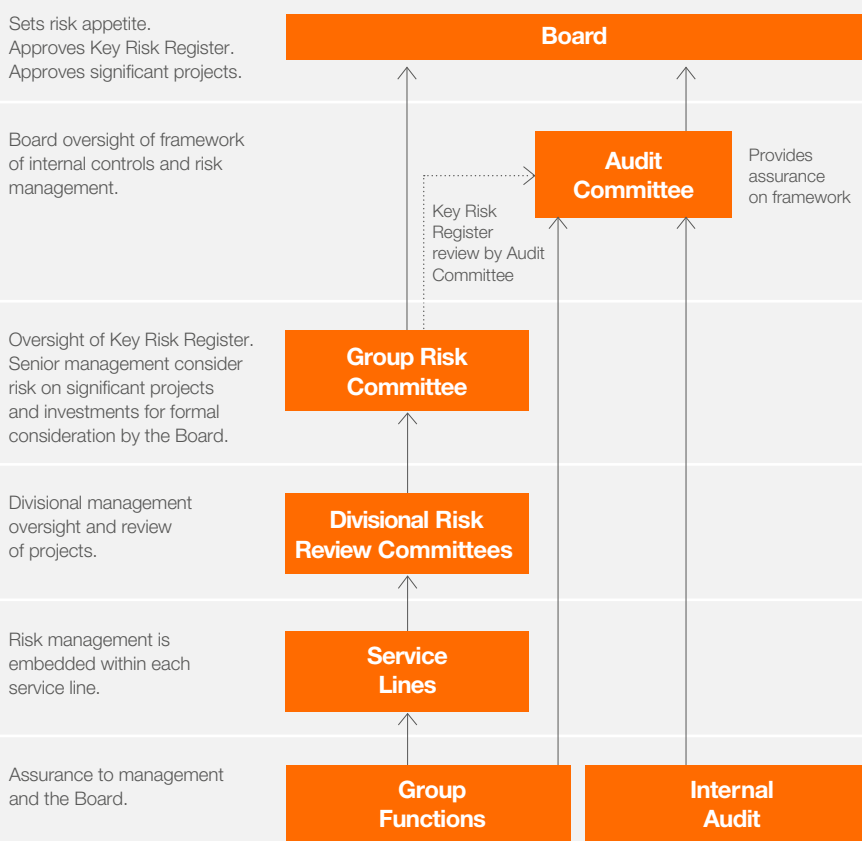 Sets risk appetite.
Approves Key Risk Register.
Approves significant projects.
Board
Board oversight of framework
of internal controls and risk
management.
Audit
Committee
Provides
assurance
on framework
Key Risk
Register
review by Audit
Committee
Oversight of Key Risk Register.
Senior management consider
risk on significant projects
and investments for formal
consideration by the Board.
Group Risk
Committee
Divisional management
oversight and review
of projects.
Divisional Risk
Review Committees
Risk management is
embedded within each
service line.
Service
Lines
Assurance to management
and the Board.
Group
Functions
Internal
Audit